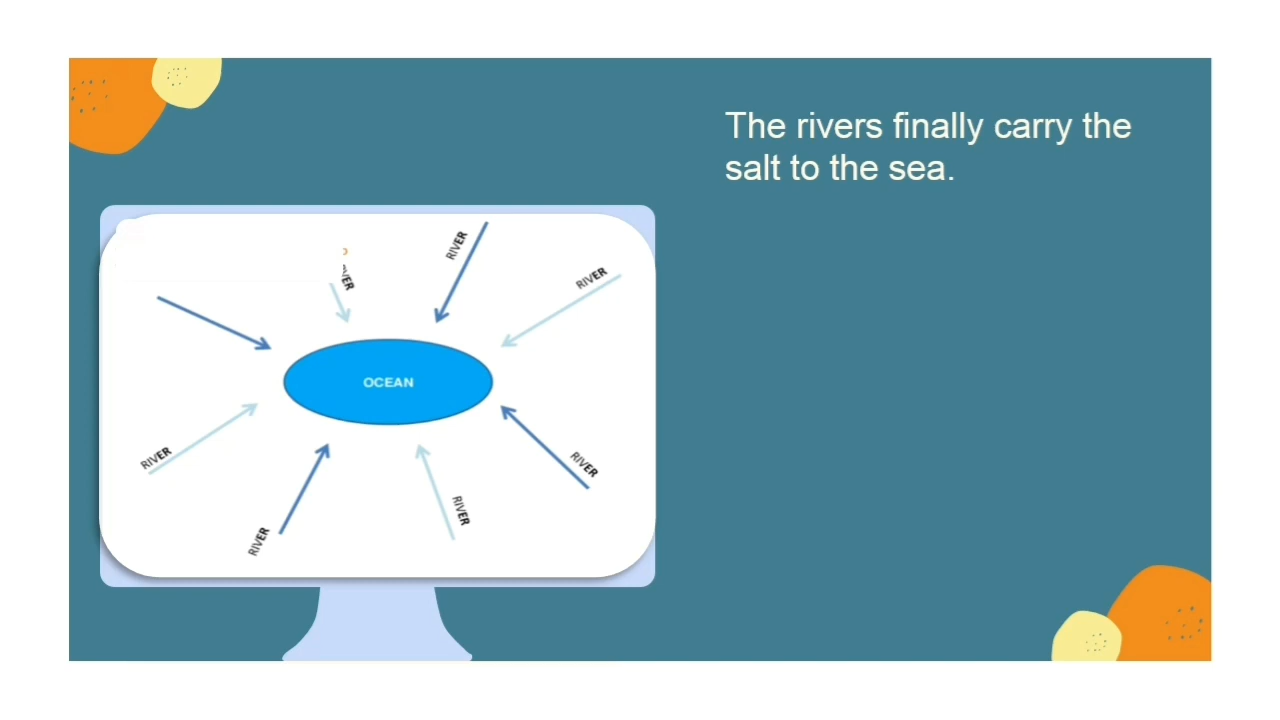 The rivers finally carry the
salt to the sea.
RIVER
RIVER
OCEAN
RIVER
RIVER
RIVER
RIVER